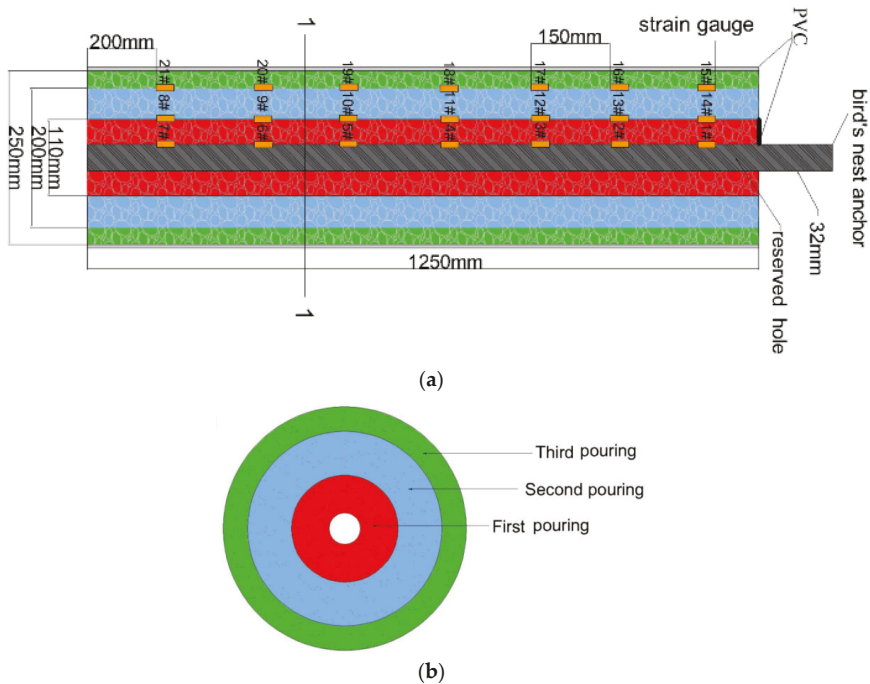 1
200mm
150mm
strain gauge
PVC
21# 20# 19# 18# 17# 16# 15#
8# 9# 10# 11# 12# 13# 14#
7# 6# 5# 4# 3# 2# 1#
250mm
200mm
110mm
bird's nest anchor
32mm
reserved hole
1250mm
1
(a)
Third pouring
Second pouring
First pouring
(b)